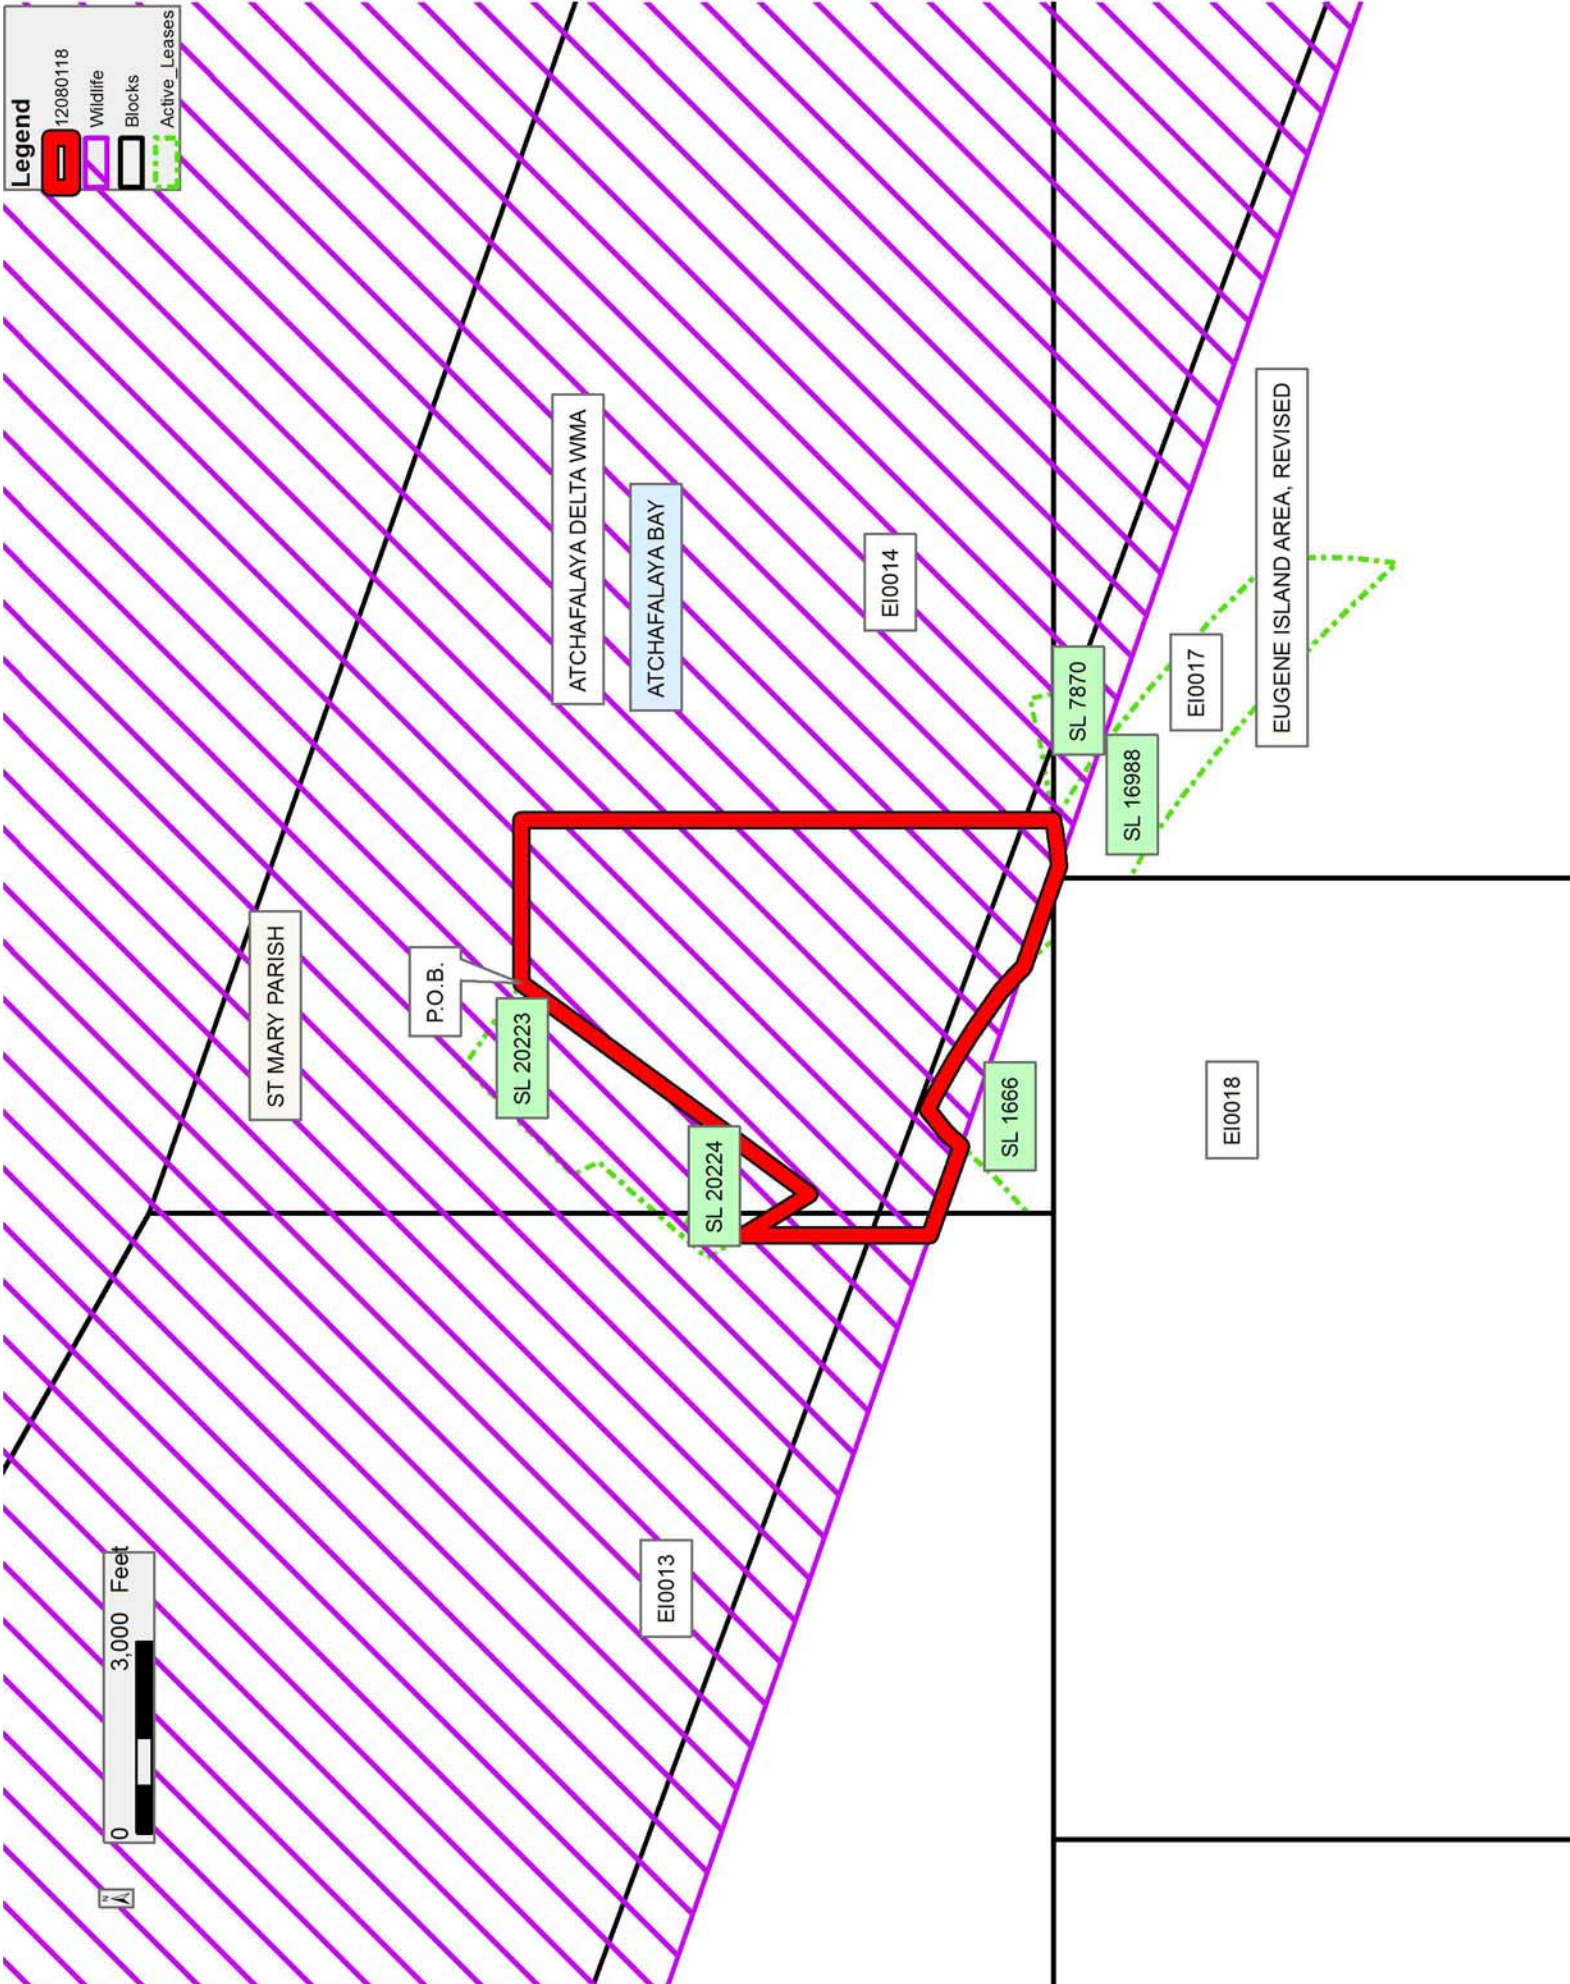 Legend
12080118
Wildlife
Blocks
Active_Leases
0 3,000 Feet
N
ST MARY PARISH
P.O.B.
SL 20223
ATCHAFALAYA DELTA WMA
ATCHAFALAYA BAY
SL 20224
EI0013
EI0014
SL 1666
SL 7870
SL 16988
EI0017
EI0018
EUGENE ISLAND AREA, REVISED